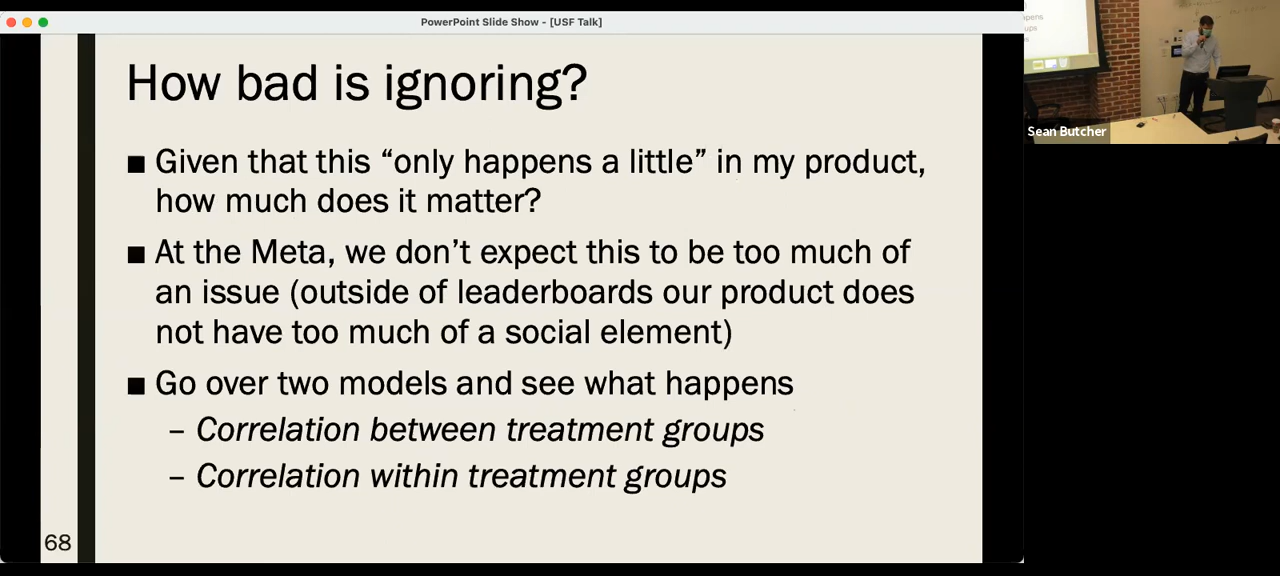 PowerPoint Slide Show - [USF Talk]
How bad is ignoring?
■ Given that this “only happens a little” in my product,
how much does it matter?
■ At the Meta, we don’t expect this to be too much of
an issue (outside of leaderboards our product does
not have too much of a social element)
■ Go over two models and see what happens
– Correlation between treatment groups
– Correlation within treatment groups
68
Sean Butcher